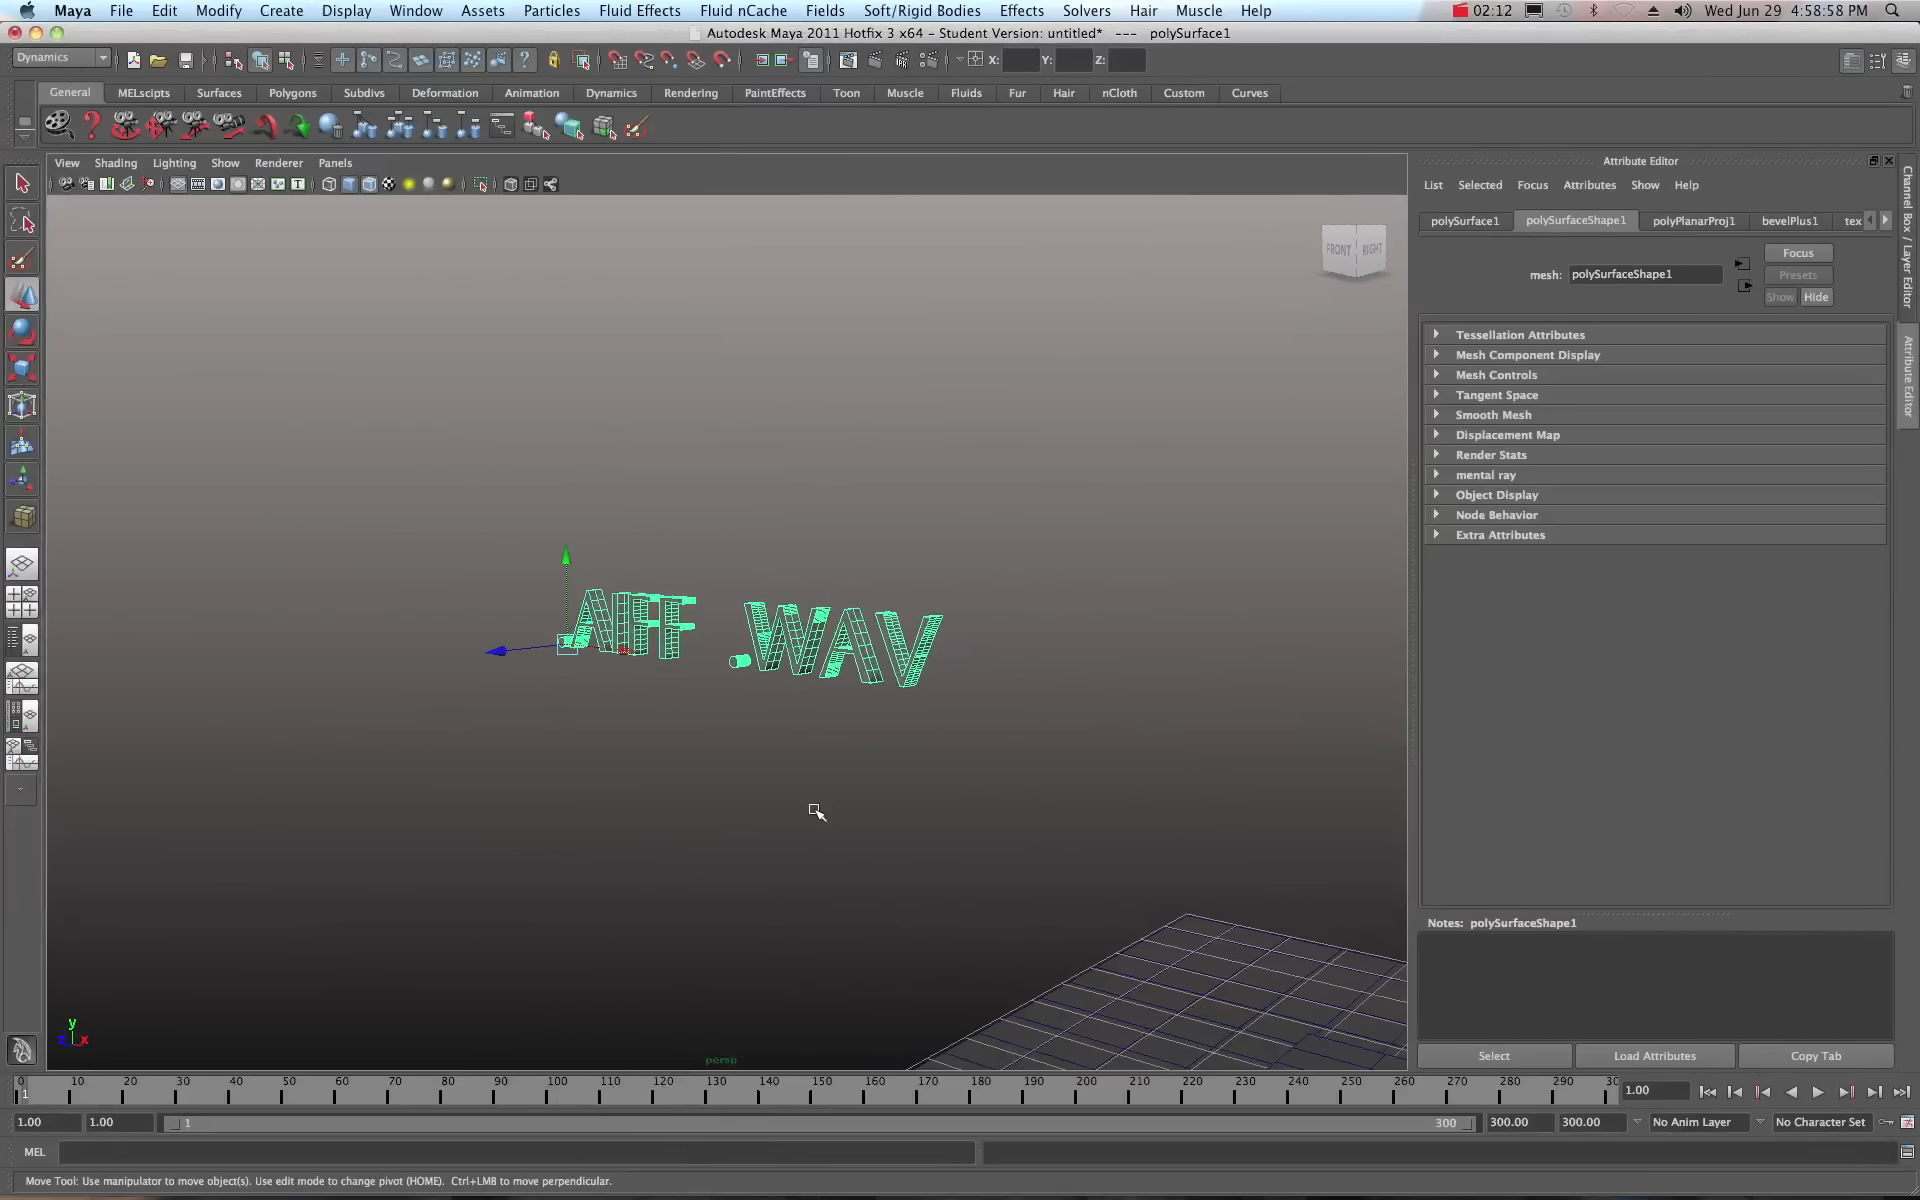 Maya File Edit Modify Create Display Window Assets Particles Fluid Effects Fluid nCache Fields Soft/Rigid Bodies Effects Solvers Hair Muscle Help 02:12 Wed Jun 29 4:58:58 PM
Autodesk Maya 2011 Hotfix 3 x64 - Student Version: untitled* --- polySurface1
Dynamics X: Y: Z:
General MELscipts Surfaces Polygons Subdivs Deformation Animation Dynamics Rendering PaintEffects Toon Muscle Fluids Fur Hair nCloth Custom Curves
View Shading Lighting Show Renderer Panels
FRONT RIGHT
.WAV
persp
y
z x
Attribute Editor
List Selected Focus Attributes Show Help
polySurface1 polySurfaceShape1 polyPlanarProj1 bevelPlus1 tex
Focus
mesh: polySurfaceShape1
Presets
Show Hide
Tessellation Attributes
Mesh Component Display
Mesh Controls
Tangent Space
Smooth Mesh
Displacement Map
Render Stats
mental ray
Object Display
Node Behavior
Extra Attributes
Notes: polySurfaceShape1
Select Load Attributes Copy Tab
Channel Box / Layer Editor
Attribute Editor
0 10 20 30 40 50 60 70 80 90 100 110 120 130 140 150 160 170 180 190 200 210 220 230 240 250 260 270 280 290 30
1 1.00
1.00 1.00 1 300 300.00 300.00 No Anim Layer No Character Set
MEL
Move Tool: Use manipulator to move object(s). Use edit mode to change pivot (HOME). Ctrl+LMB to move perpendicular.